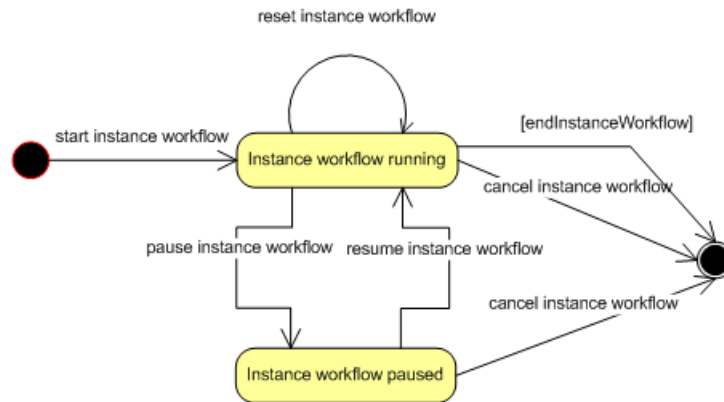 reset instance workflow
[endInstanceWorkflow]
start instance workflow
Instance workflow running
cancel instance workflow
pause instance workflow
resume instance workflow
cancel instance workflow
Instance workflow paused